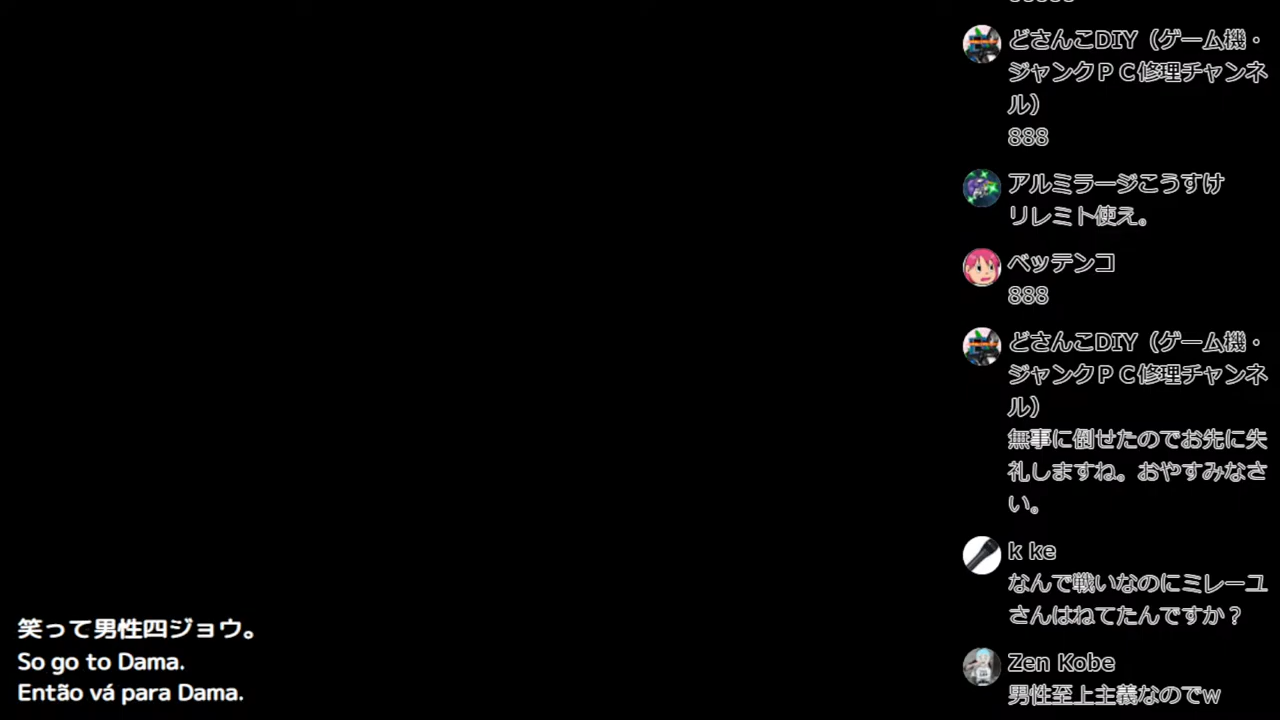 どさんこDIY（ゲーム機・
ジャンクＰＣ修理チャンネ
ル）
888
アルミラージこうすけ
リレミト使え。
ベッテンコ
888
どさんこDIY（ゲーム機・
ジャンクＰＣ修理チャンネ
ル）
無事に倒せたのでお先に失
礼しますね。おやすみなさ
い。
k ke
なんで戦いなのにミレーユ
さんはねてたんですか？
Zen Kobe
男性至上主義なのでw
笑って男性四ジョウ。
So go to Dama.
Então vá para Dama.